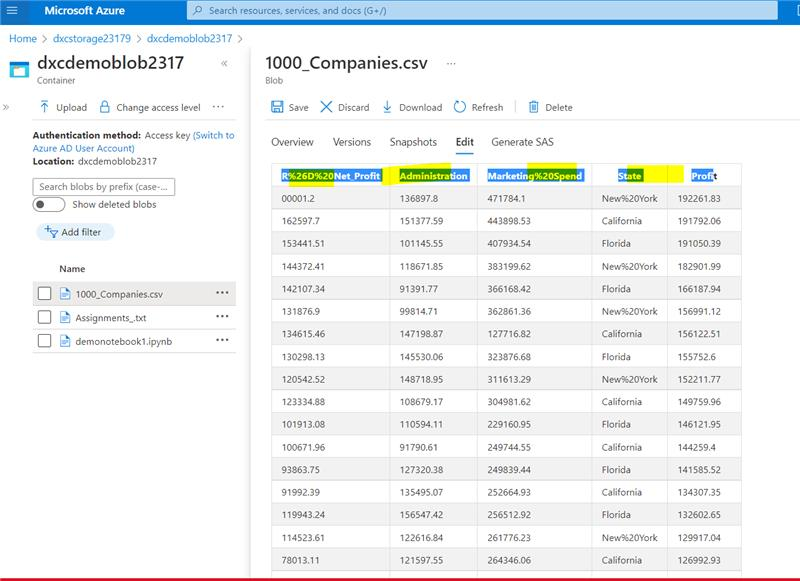 Microsoft Azure
Search resources, services, and docs (G+/)
Home > dxcstorage23179 > dxcdemoblob2317 >
dxcdemoblob2317
Container
Upload Change access level ...
Authentication method: Access key (Switch to
Azure AD User Account)
Location: dxcdemoblob2317
Search blobs by prefix (case-...
Show deleted blobs
Add filter
Name
1000_Companies.csv ...
Assignments_.txt ...
demonotebook1.ipynb ...
1000_Companies.csv ...
Blob
Save Discard Download Refresh Delete
Overview Versions Snapshots Edit Generate SAS
R%26D%20Net_Profit Administration Marketing%20Spend State Profit
00001.2 136897.8 471784.1 New%20York 192261.83
162597.7 151377.59 443898.53 California 191792.06
153441.51 101145.55 407934.54 Florida 191050.39
144372.41 118671.85 383199.62 New%20York 182901.99
142107.34 91391.77 366168.42 Florida 166187.94
131876.9 99814.71 362861.36 New%20York 156991.12
134615.46 147198.87 127716.82 California 156122.51
130298.13 145530.06 323876.68 Florida 155752.6
120542.52 148718.95 311613.29 New%20York 152211.77
123334.88 108679.17 304981.62 California 149759.96
101913.08 110594.11 229160.95 Florida 146121.95
100671.96 91790.61 249744.55 California 144259.4
93863.75 127320.38 249839.44 Florida 141585.52
91992.39 135495.07 252664.93 California 134307.35
119943.24 156547.42 256512.92 Florida 132602.65
114523.61 122616.84 261776.23 New%20York 129917.04
78013.11 121597.55 264346.06 California 126992.93